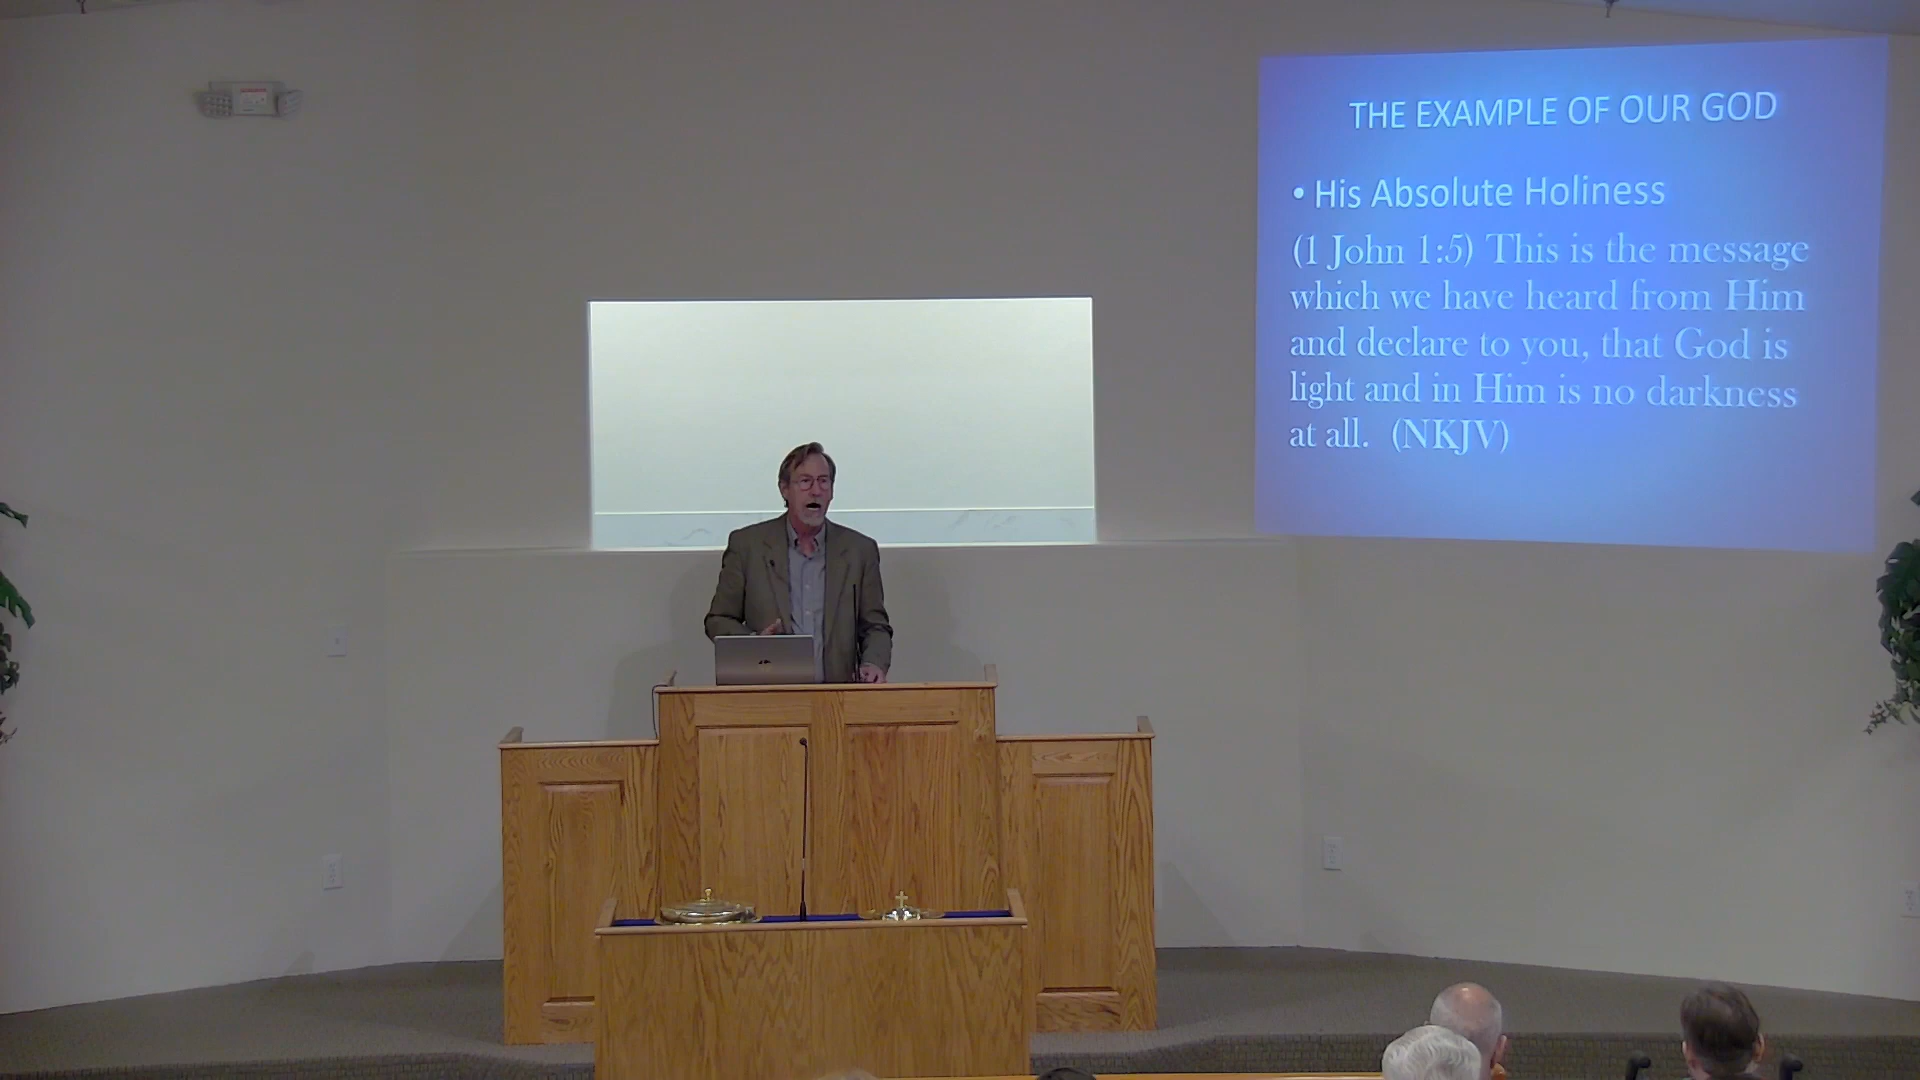 THE EXAMPLE OF OUR GOD
• His Absolute Holiness
(1 John 1:5) This is the message
which we have heard from Him
and declare to you, that God is
light and in Him is no darkness
at all.  (NKJV)